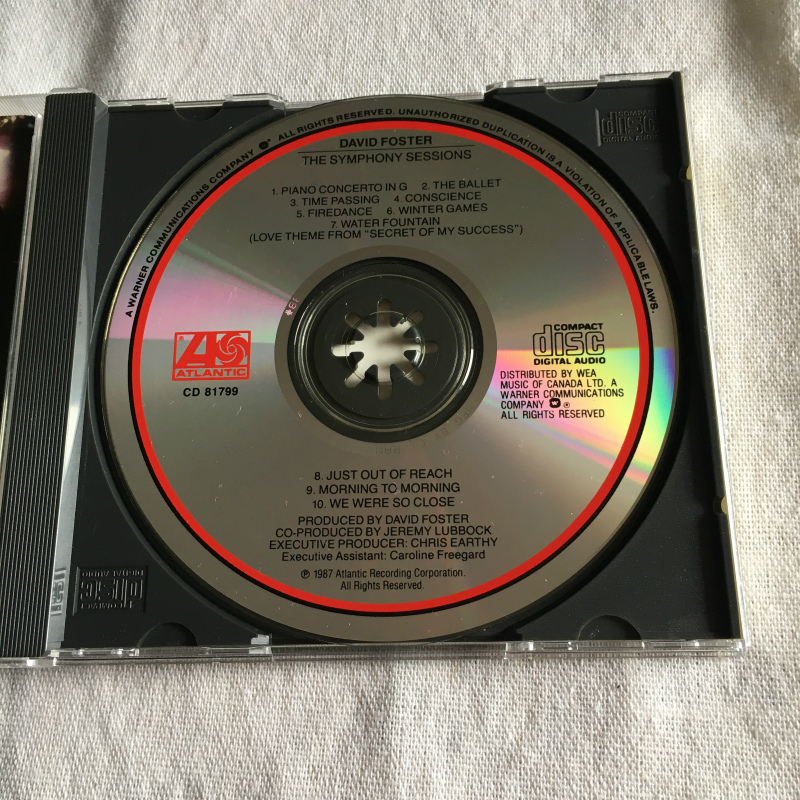 A WARNER COMMUNICATIONS COMPANY ALL RIGHTS RESERVED. UNAUTHORIZED DUPLICATION IS A VIOLATION OF APPLICABLE LAWS.
DAVID FOSTER
THE SYMPHONY SESSIONS
1. PIANO CONCERTO IN G 2. THE BALLET
3. TIME PASSING 4. CONSCIENCE
5. FIREDANCE 6. WINTER GAMES
7. WATER FOUNTAIN
(LOVE THEME FROM "SECRET OF MY SUCCESS")
ATLANTIC
CD 81799
COMPACT
disc
DIGITAL AUDIO
DISTRIBUTED BY WEA
MUSIC OF CANADA LTD. A
WARNER COMMUNICATIONS
COMPANY ®
ALL RIGHTS RESERVED
8. JUST OUT OF REACH
9. MORNING TO MORNING
10. WE WERE SO CLOSE
PRODUCED BY DAVID FOSTER
CO-PRODUCED BY JEREMY LUBBOCK
EXECUTIVE PRODUCER: CHRIS EARTHY
Executive Assistant: Caroline Freegard
℗ 1987 Atlantic Recording Corporation.
All Rights Reserved.
COMPACT
disc
DIGITAL AUDIO
COMPACT
disc
DIGITAL AUDIO